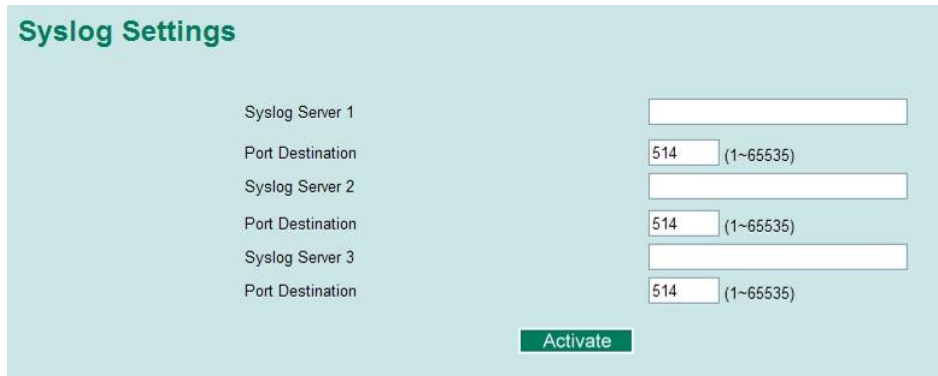 Syslog Settings
Syslog Server 1
Port Destination 514 (1~65535)
Syslog Server 2
Port Destination 514 (1~65535)
Syslog Server 3
Port Destination 514 (1~65535)
Activate